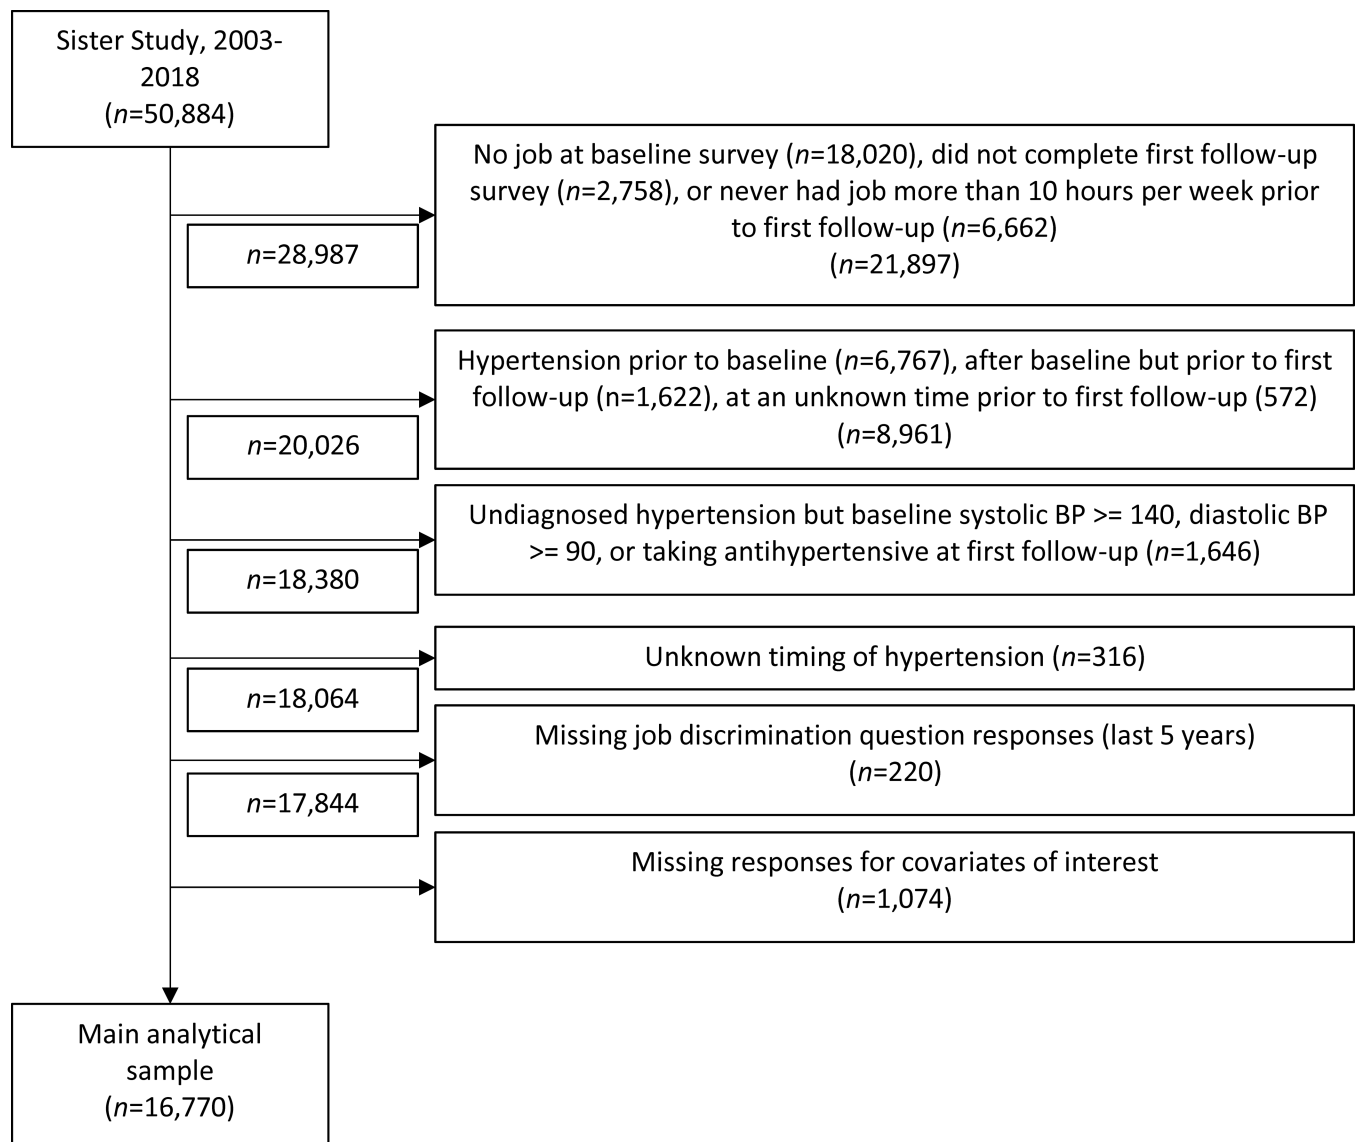 Sister Study, 2003-
2018
(n=50,884)
No job at baseline survey (n=18,020), did not complete first follow-up
survey (n=2,758), or never had job more than 10 hours per week prior
to first follow-up (n=6,662)
(n=21,897)
n=28,987
Hypertension prior to baseline (n=6,767), after baseline but prior to first
follow-up (n=1,622), at an unknown time prior to first follow-up (572)
(n=8,961)
n=20,026
Undiagnosed hypertension but baseline systolic BP >= 140, diastolic BP
>= 90, or taking antihypertensive at first follow-up (n=1,646)
n=18,380
Unknown timing of hypertension (n=316)
n=18,064
Missing job discrimination question responses (last 5 years)
(n=220)
n=17,844
Missing responses for covariates of interest
(n=1,074)
Main analytical
sample
(n=16,770)